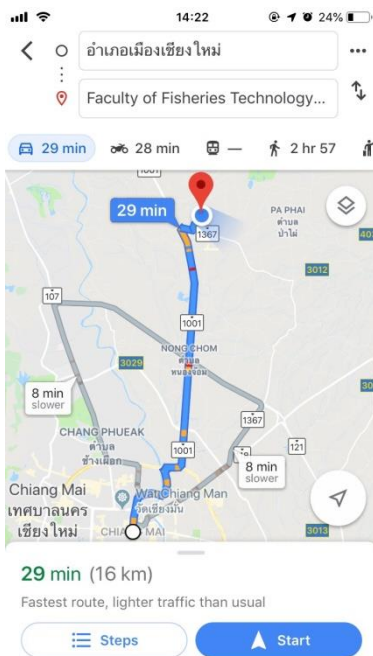 14:22
24%
อำเภอเมืองเชียงใหม่
Faculty of Fisheries Technology...
29 min
28 min
—
2 hr 57
1001
29 min
1367
PA PHAI
ตำบล
ป่าไผ่
3012
107
1001
NONG CHOM
ตำบล
หนองจ๊อม
3029
8 min
slower
1367
CHANG PHUEAK
ตำบล
ช้างเผือก
1001
121
8 min
slower
Chiang Mai
เทศบาลนคร
เชียงใหม่
Wat Chiang Man
วัดเชียงมั่น
CHIANG MAI
3013
29 min (16 km)
Fastest route, lighter traffic than usual
Steps
Start